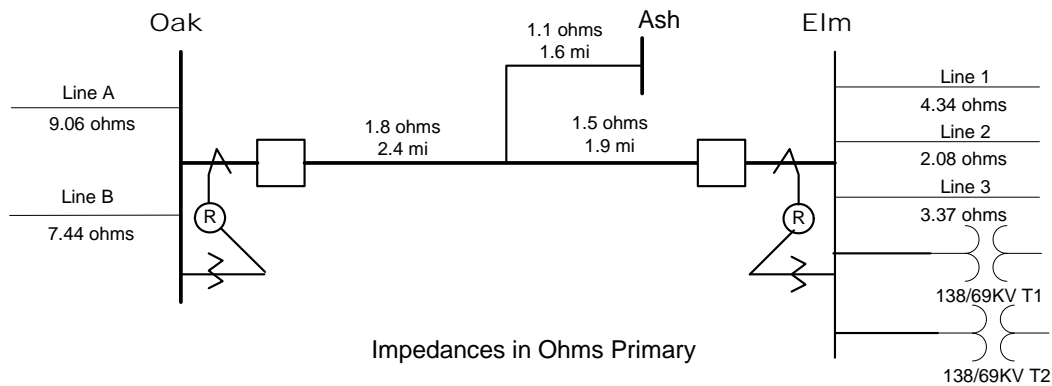 Oak
Ash
Elm
1.1 ohms
1.6 mi
Line A
9.06 ohms
1.8 ohms
2.4 mi
1.5 ohms
1.9 mi
Line 1
4.34 ohms
Line 2
2.08 ohms
Line B
7.44 ohms
R
R
Line 3
3.37 ohms
138/69KV T1
Impedances in Ohms Primary
138/69KV T2